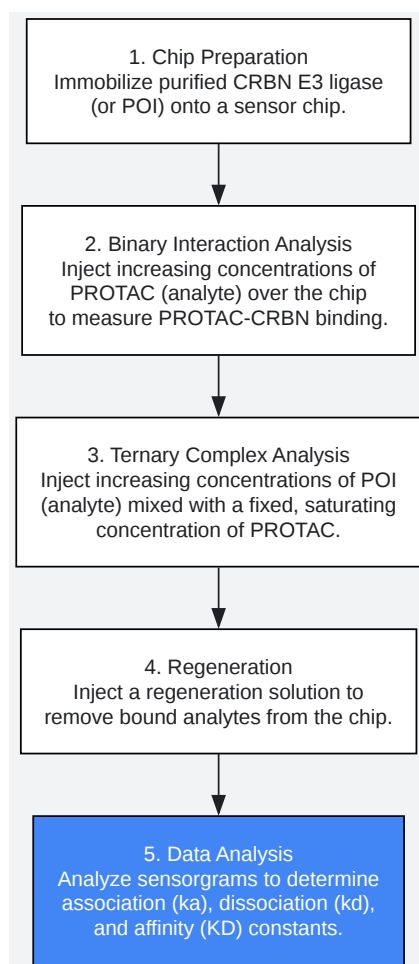 1. Chip Preparation
Immobilize purified CRBN E3 ligase
(or POI) onto a sensor chip.
2. Binary Interaction Analysis
Inject increasing concentrations of
PROTAC (analyte) over the chip
to measure PROTAC-CRBN binding.
3. Ternary Complex Analysis
Inject increasing concentrations of POI
(analyte) mixed with a fixed, saturating
concentration of PROTAC.
4. Regeneration
Inject a regeneration solution to
remove bound analytes from the chip.
5. Data Analysis
Analyze sensorgrams to determine
association (ka), dissociation (kd),
and affinity (KD) constants.